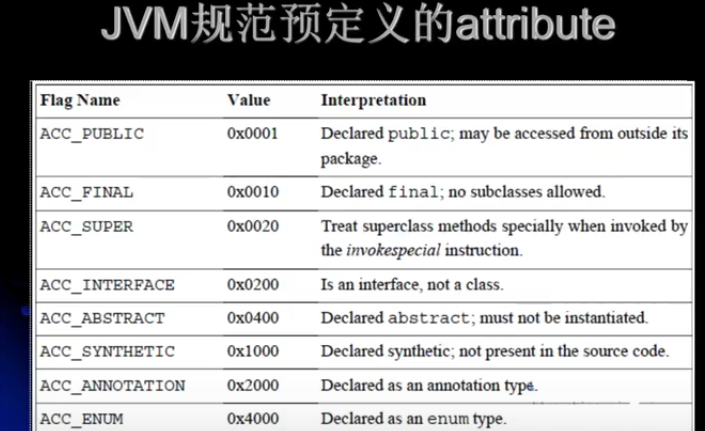 JVM规范预定义的attribute
Flag Name Value Interpretation
ACC_PUBLIC 0x0001 Declared public; may be accessed from outside its
package.
ACC_FINAL 0x0010 Declared final; no subclasses allowed.
ACC_SUPER 0x0020 Treat superclass methods specially when invoked by
the invokespecial instruction.
ACC_INTERFACE 0x0200 Is an interface, not a class.
ACC_ABSTRACT 0x0400 Declared abstract; must not be instantiated.
ACC_SYNTHETIC 0x1000 Declared synthetic; not present in the source code.
ACC_ANNOTATION 0x2000 Declared as an annotation type.
ACC_ENUM 0x4000 Declared as an enum type.